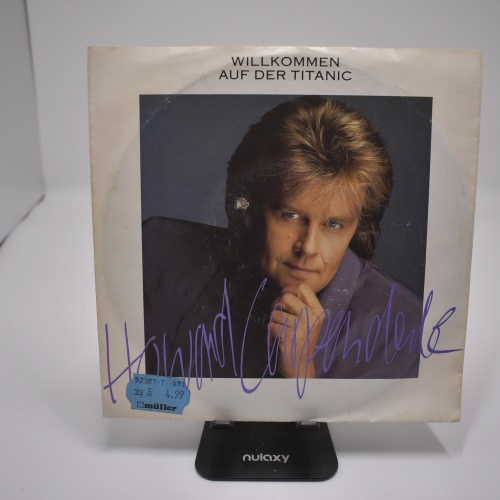 WILLKOMMEN
AUF DER TITANIC
Howard Carpendale
4.99
müller
nulaxy